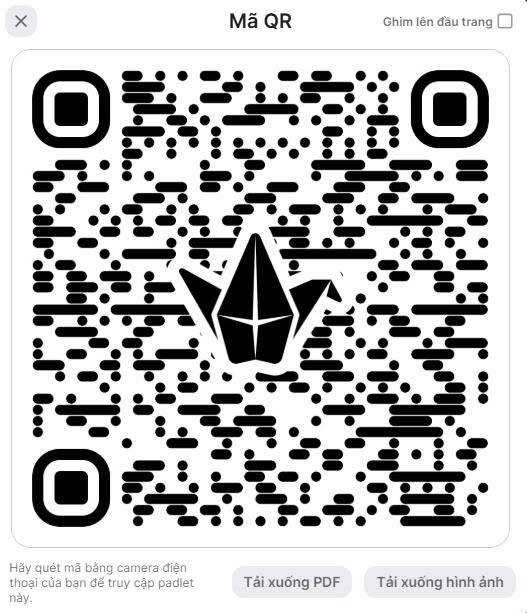 Mã QR
Ghim lên đầu trang
Hãy quét mã bằng camera điện
thoại của bạn để truy cập padlet
này.
Tải xuống PDF
Tải xuống hình ảnh